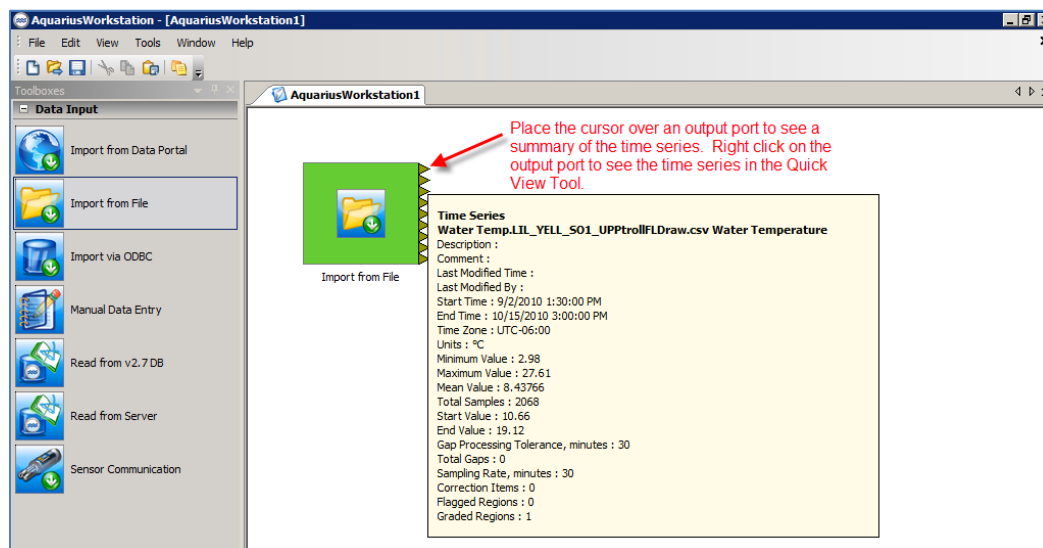 AquariusWorkstation - [AquariusWorkstation1]
File Edit View Tools Window Help
Toolboxes
Data Input
Import from Data Portal
Import from File
Import via ODBC
Manual Data Entry
Read from v2.7 DB
Read from Server
Sensor Communication
AquariusWorkstation1
Place the cursor over an output port to see a
summary of the time series. Right click on the
output port to see the time series in the Quick
View Tool.
Import from File
Time Series
Water Temp.LIL_YELL_SO1_UPPtrollFLDraw.csv Water Temperature
Description :
Comment :
Last Modified Time :
Last Modified By :
Start Time : 9/2/2010 1:30:00 PM
End Time : 10/15/2010 3:00:00 PM
Time Zone : UTC-06:00
Units : ºC
Minimum Value : 2.98
Maximum Value : 27.61
Mean Value : 8.43766
Total Samples : 2068
Start Value : 10.66
End Value : 19.12
Gap Processing Tolerance, minutes : 30
Total Gaps : 0
Sampling Rate, minutes : 30
Correction Items : 0
Flagged Regions : 0
Graded Regions : 1